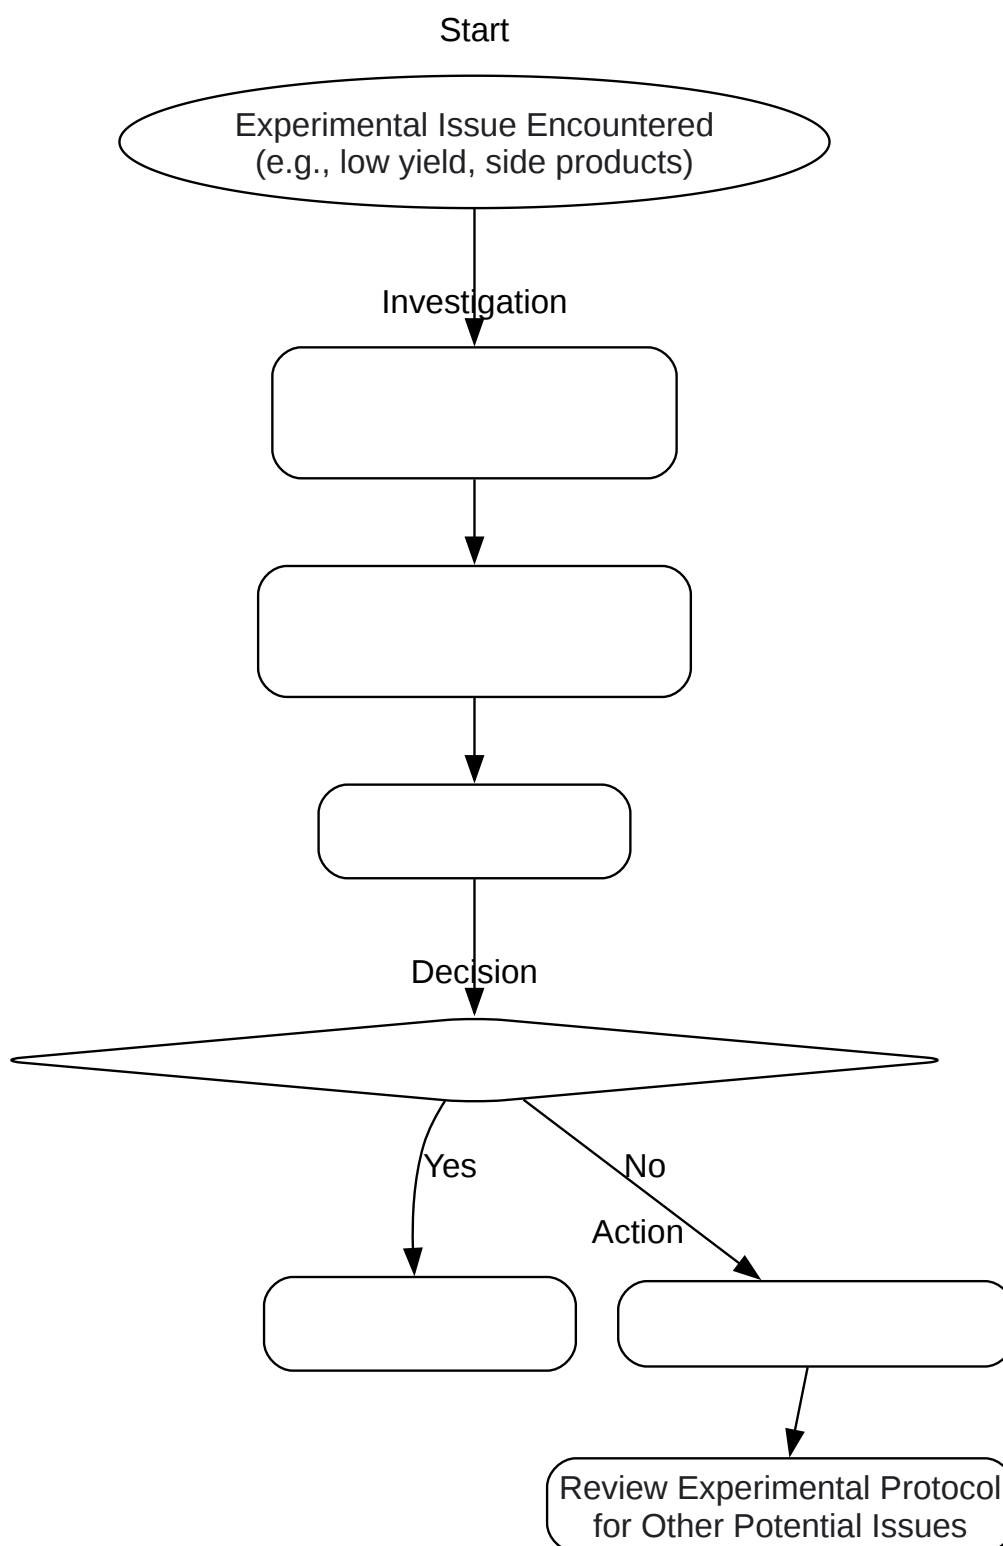 Start
Experimental Issue Encountered
(e.g., low yield, side products)
Investigation
Decision
Yes
No
Action
Review Experimental Protocol
for Other Potential Issues